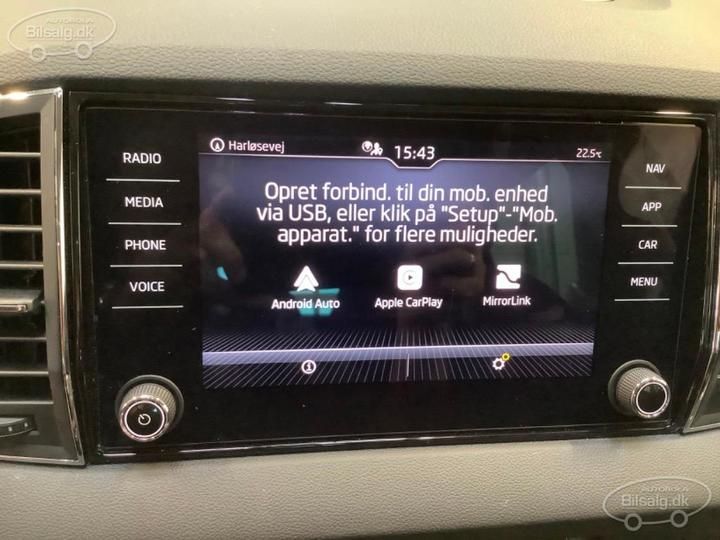 AUTOROLA
Bilsalg.dk
RADIO
MEDIA
PHONE
VOICE
Harløsevej
15:43
22.5°C
Opret forbind. til din mob. enhed
via USB, eller klik på "Setup"-"Mob.
apparat." for flere muligheder.
Android Auto
Apple CarPlay
MirrorLink
NAV
APP
CAR
MENU
AUTOROLA
Bilsalg.dk